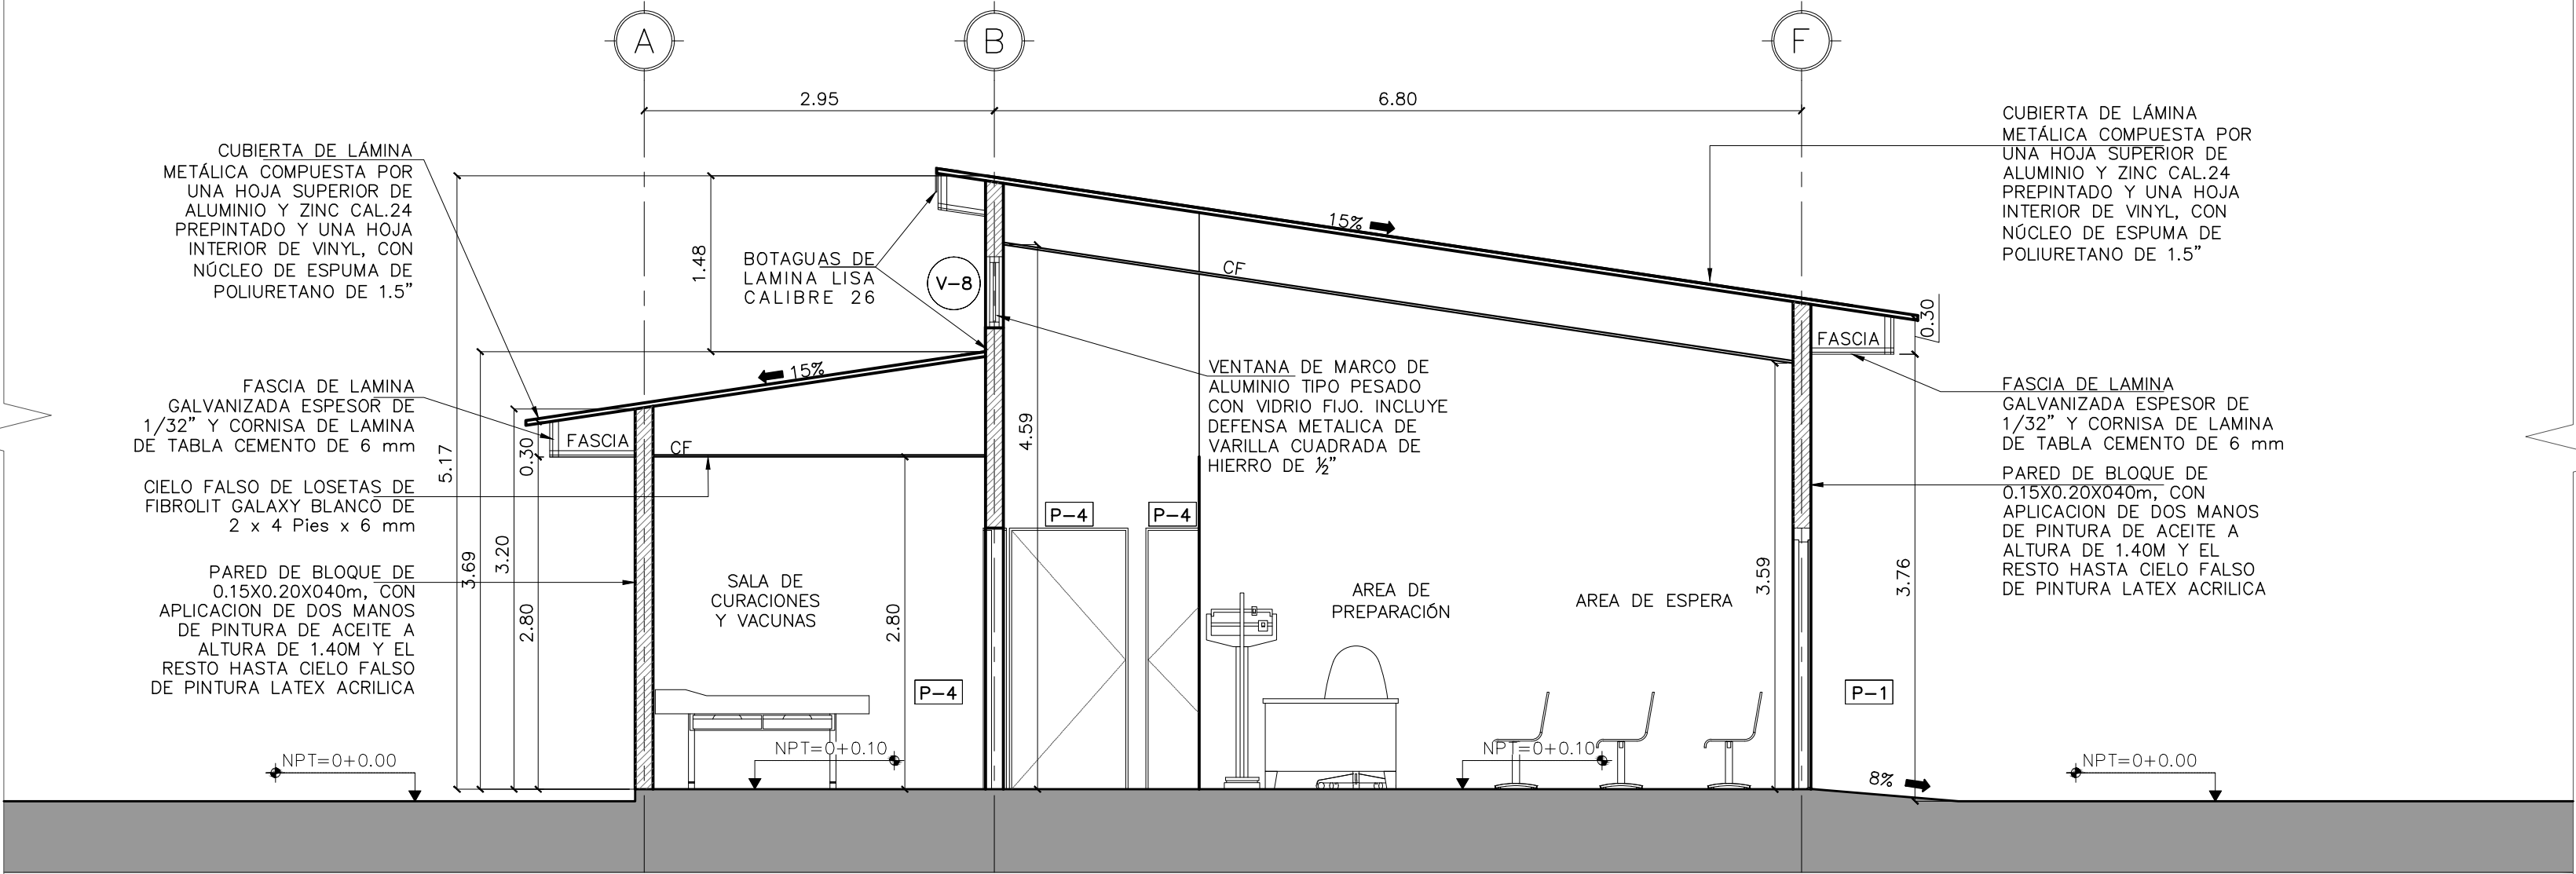 A
B
F
2.95
6.80
CUBIERTA DE LÁMINA
METÁLICA COMPUESTA POR
UNA HOJA SUPERIOR DE
ALUMINIO Y ZINC CAL.24
PREPINTADO Y UNA HOJA
INTERIOR DE VINYL, CON
NÚCLEO DE ESPUMA DE
POLIURETANO DE 1.5”
FASCIA DE LAMINA
GALVANIZADA ESPESOR DE
1/32” Y CORNISA DE LAMINA
DE TABLA CEMENTO DE 6 mm
CIELO FALSO DE LOSETAS DE
FIBROLIT GALAXY BLANCO DE
2 x 4 Pies x 6 mm
PARED DE BLOQUE DE
0.15X0.20X040m, CON
APLICACION DE DOS MANOS
DE PINTURA DE ACEITE A
ALTURA DE 1.40M Y EL
RESTO HASTA CIELO FALSO
DE PINTURA LATEX ACRILICA
NPT=0+0.00
5.17
3.69
3.20
0.30
2.80
1.48
BOTAGUAS DE
LAMINA LISA
CALIBRE 26
V-8
15%
FASCIA
CF
SALA DE
CURACIONES
Y VACUNAS
2.80
P-4
NPT=0+0.10
15%
CF
4.59
VENTANA DE MARCO DE
ALUMINIO TIPO PESADO
CON VIDRIO FIJO. INCLUYE
DEFENSA METALICA DE
VARILLA CUADRADA DE
HIERRO DE ½”
P-4
P-4
AREA DE
PREPARACIÓN
AREA DE ESPERA
NPT=0+0.10
3.59
FASCIA
0.30
3.76
P-1
8%
CUBIERTA DE LÁMINA
METÁLICA COMPUESTA POR
UNA HOJA SUPERIOR DE
ALUMINIO Y ZINC CAL.24
PREPINTADO Y UNA HOJA
INTERIOR DE VINYL, CON
NÚCLEO DE ESPUMA DE
POLIURETANO DE 1.5”
FASCIA DE LAMINA
GALVANIZADA ESPESOR DE
1/32” Y CORNISA DE LAMINA
DE TABLA CEMENTO DE 6 mm
PARED DE BLOQUE DE
0.15X0.20X040m, CON
APLICACION DE DOS MANOS
DE PINTURA DE ACEITE A
ALTURA DE 1.40M Y EL
RESTO HASTA CIELO FALSO
DE PINTURA LATEX ACRILICA
NPT=0+0.00